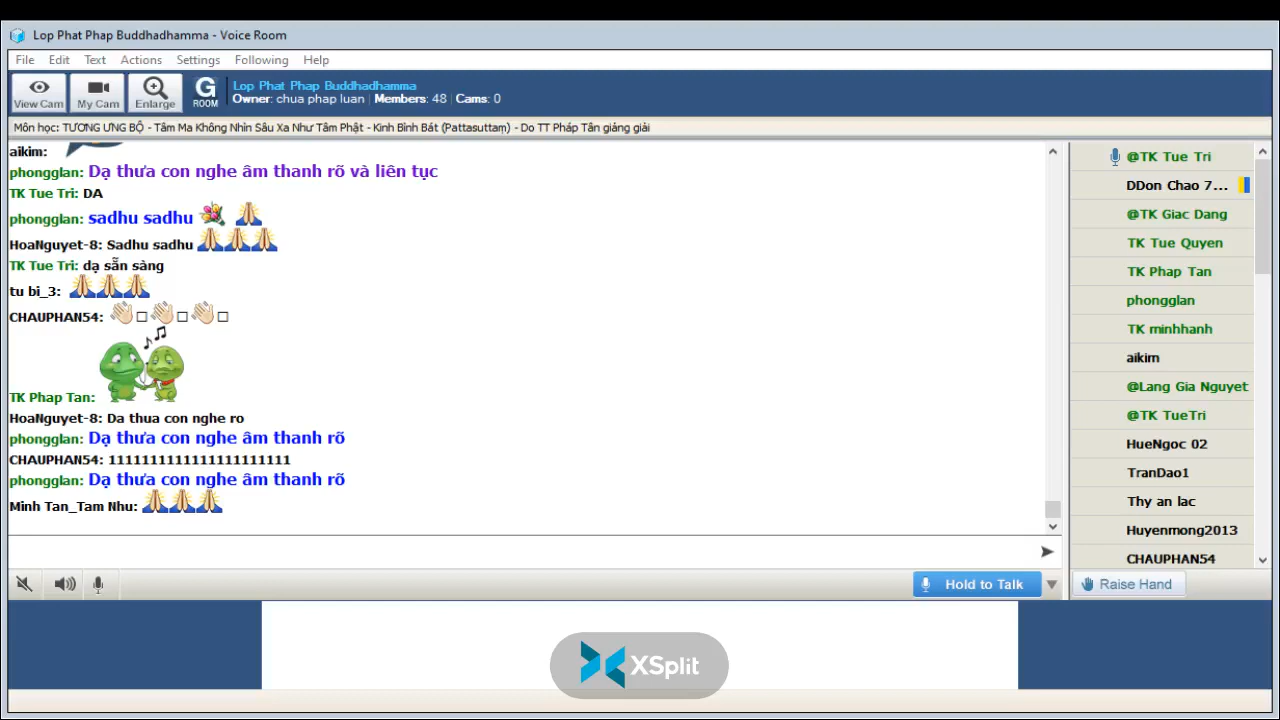 Lop Phat Phap Buddhadhamma - Voice Room
File Edit Text Actions Settings Following Help
View Cam My Cam Enlarge G ROOM
Lop Phat Phap Buddhadhamma
Owner: chua phap luan | Members: 48 | Cams: 0
Môn học: TƯƠNG ƯNG BỘ - Tâm Ma Không Nhìn Sâu Xa Như Tâm Phật - Kinh Bình Bát (Pattasuttaṃ) - Do TT Pháp Tân giảng giải
aikim:
phongglan: Dạ thưa con nghe âm thanh rõ và liên tục
TK Tue Tri: DA
phongglan: sadhu sadhu
HoaNguyet-8: Sadhu sadhu
TK Tue Tri: dạ sẵn sàng
tu bi_3:
CHAUPHAN54:
TK Phap Tan:
HoaNguyet-8: Da thua con nghe ro
phongglan: Dạ thưa con nghe âm thanh rõ
CHAUPHAN54: 1111111111111111111111
phongglan: Dạ thưa con nghe âm thanh rõ
Minh Tan_Tam Nhu:
@TK Tue Tri
DDon Chao 7...
@TK Giac Dang
TK Tue Quyen
TK Phap Tan
phongglan
TK minhhanh
aikim
@Lang Gia Nguyet
@TK TueTri
HueNgoc 02
TranDao1
Thy an lac
Huyenmong2013
CHAUPHAN54
Hold to Talk
Raise Hand
XSplit